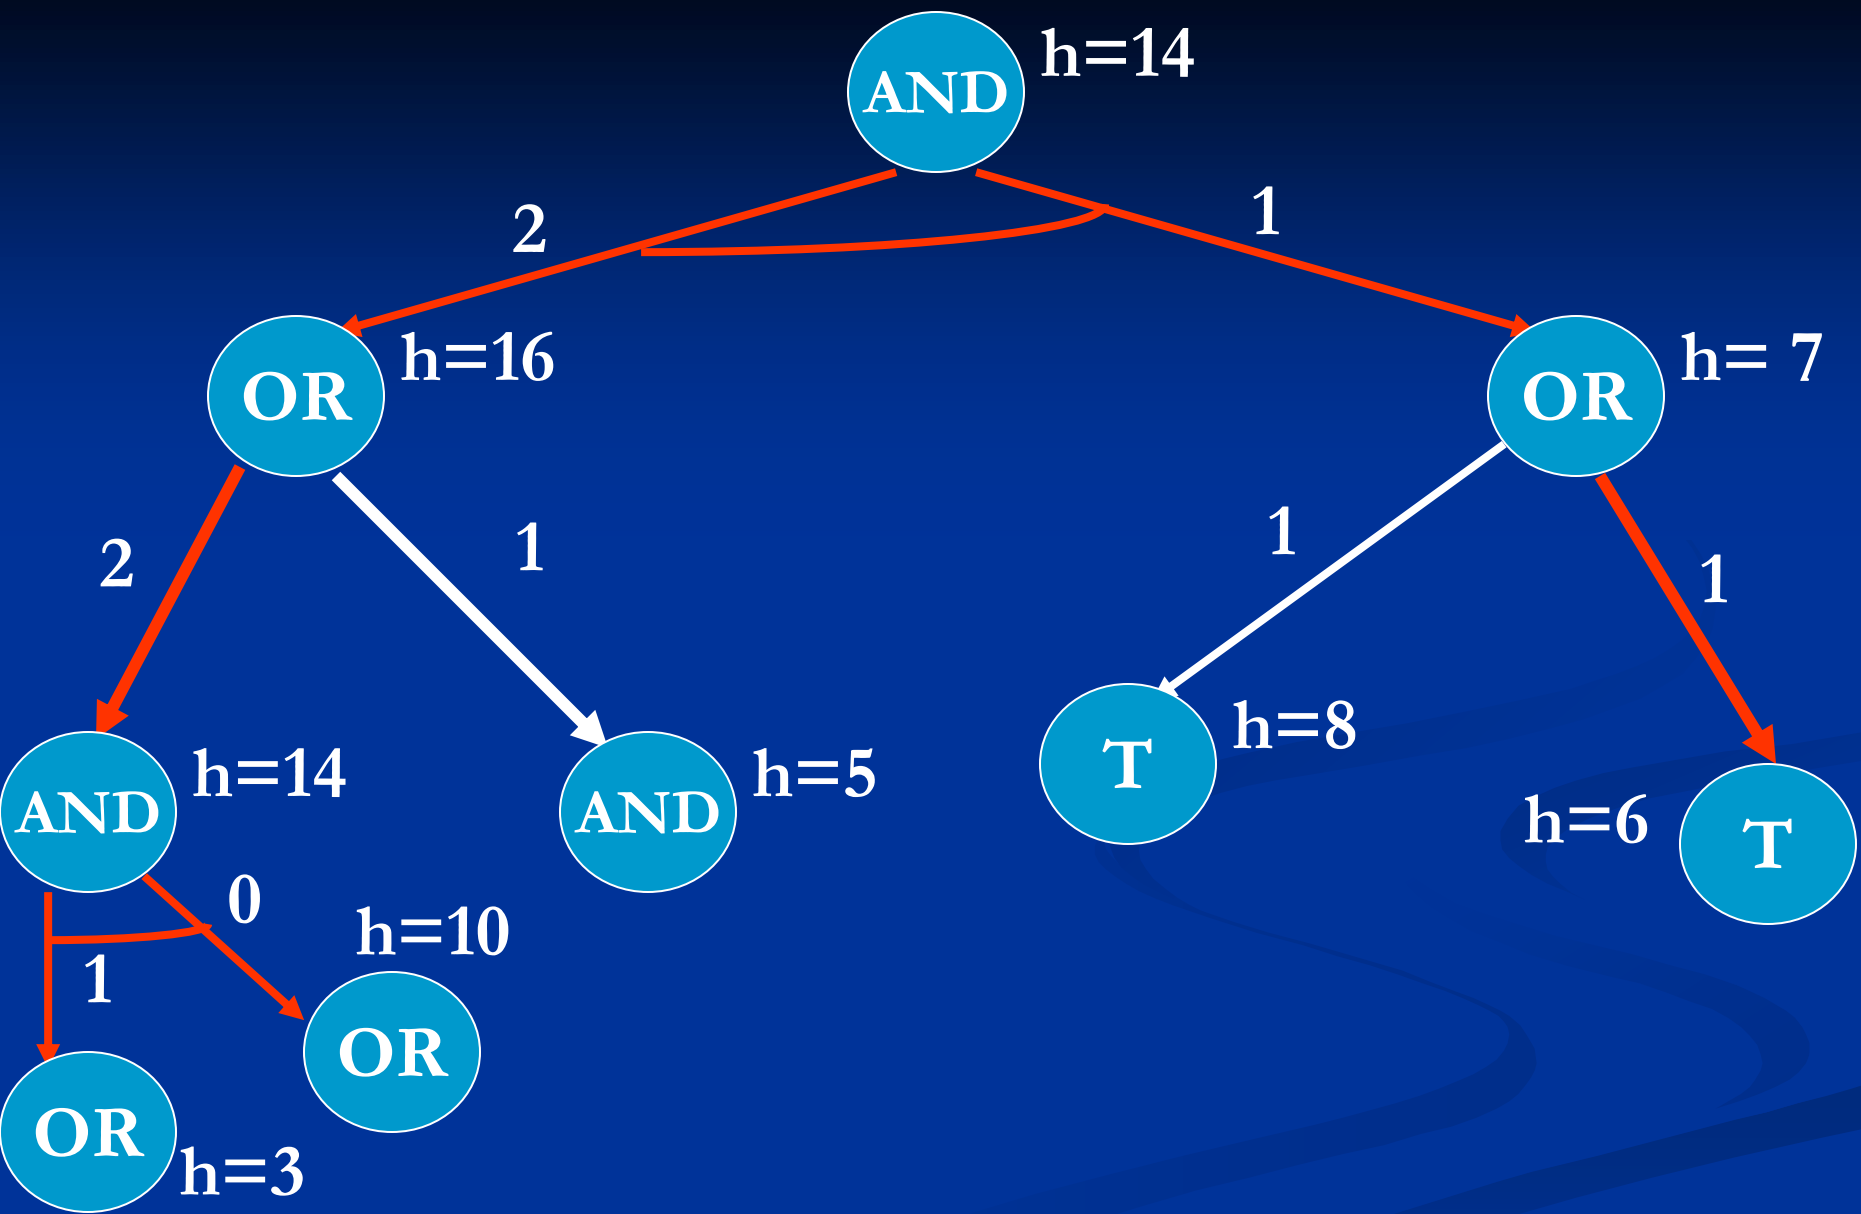 AND h=14
2 1
OR h=16 OR h= 7
2 1 1 1
AND h=14 AND h=5 T h=8 h=6 T
0
h=10
1 OR
OR
h=3